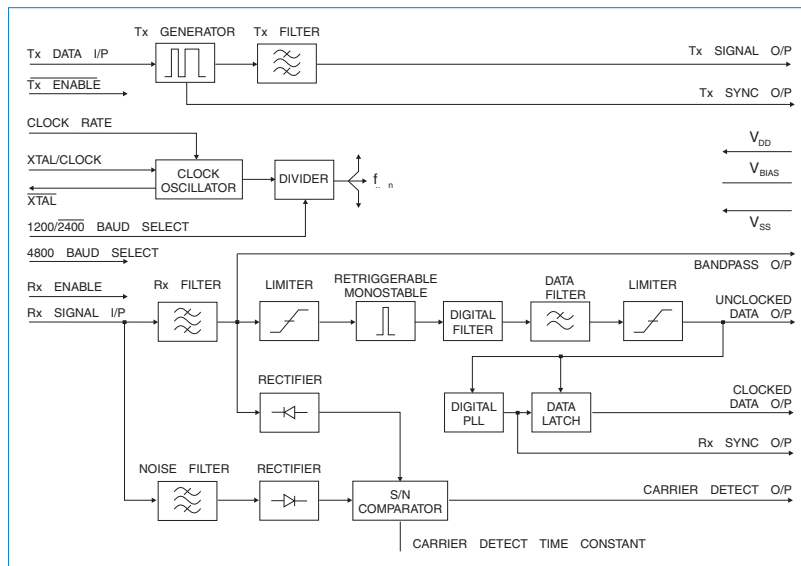 Tx GENERATOR
Tx FILTER
Tx DATA I/P
Tx SIGNAL O/P
Tx ENABLE
Tx SYNC O/P
CLOCK RATE
XTAL/CLOCK
CLOCK
OSCILLATOR
DIVIDER
f
n
XTAL
1200/2400 BAUD SELECT
VDD
VBIAS
VSS
4800 BAUD SELECT
BANDPASS O/P
Rx ENABLE
Rx SIGNAL I/P
Rx FILTER
LIMITER
RETRIGGERABLE
MONOSTABLE
DIGITAL
FILTER
DATA
FILTER
LIMITER
UNCLOCKED
DATA O/P
RECTIFIER
DIGITAL
PLL
DATA
LATCH
CLOCKED
DATA O/P
Rx SYNC O/P
NOISE FILTER
RECTIFIER
S/N
COMPARATOR
CARRIER DETECT O/P
CARRIER DETECT TIME CONSTANT